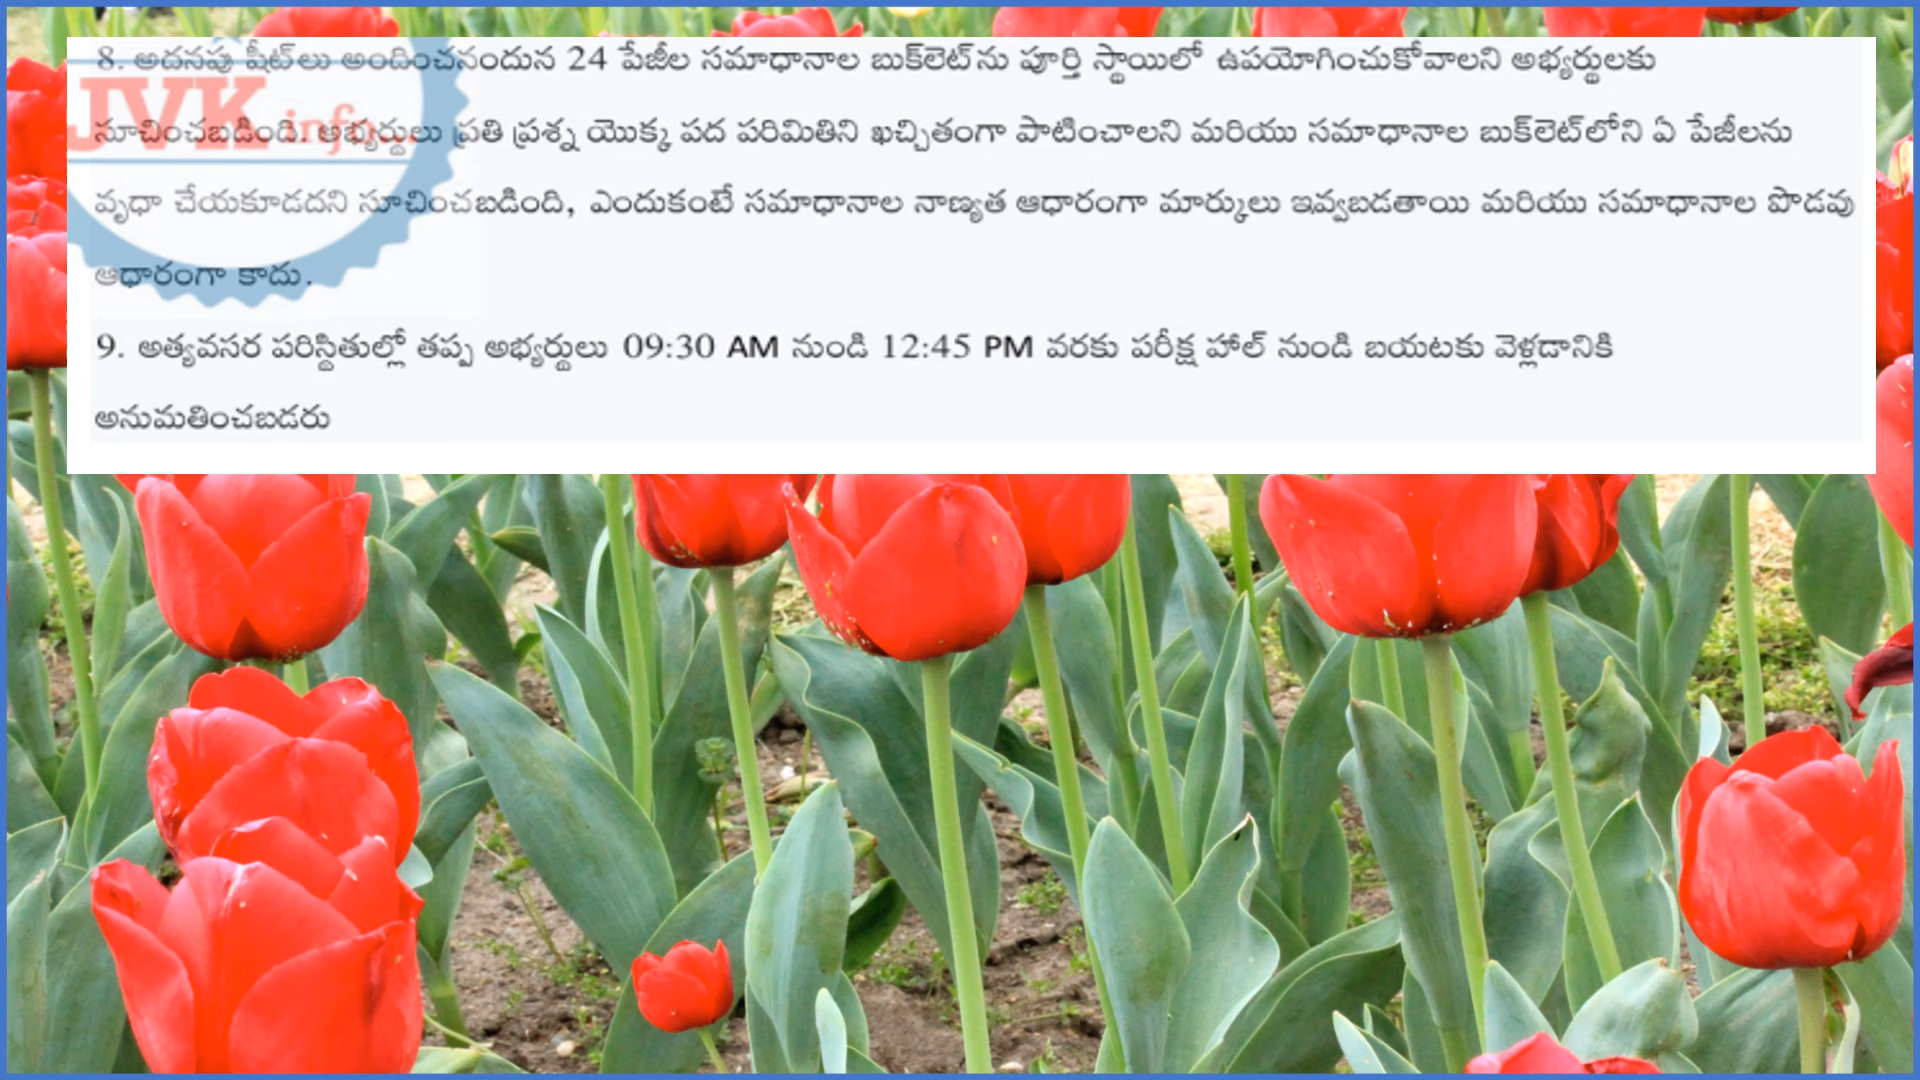 8. అదనపు షీట్‌లు అందించనందున 24 పేజీల సమాధానాల బుక్‌లెట్‌ను పూర్తి స్థాయిలో ఉపయోగించుకోవాలని అభ్యర్థులకు
సూచించబడింది. అభ్యర్థులు ప్రతి ప్రశ్న యొక్క పద పరిమితిని ఖచ్చితంగా పాటించాలని మరియు సమాధానాల బుక్‌లెట్‌లోని ఏ పేజీలను
వృధా చేయకూడదని సూచించబడింది, ఎందుకంటే సమాధానాల నాణ్యత ఆధారంగా మార్కులు ఇవ్వబడతాయి మరియు సమాధానాల పొడవు
ఆధారంగా కాదు.
9. అత్యవసర పరిస్థితుల్లో తప్ప అభ్యర్థులు 09:30 AM నుండి 12:45 PM వరకు పరీక్ష హాల్ నుండి బయటకు వెళ్లడానికి
అనుమతించబడరు
JVK info